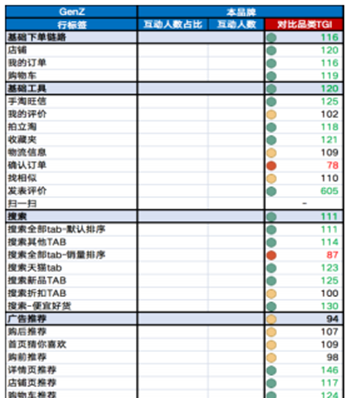 GenZ 本品牌
行标签 互动人数占比 互动人数 对比品类TGI
基础下单链路 116
店铺 120
我的订单 116
购物车 119
基础工具 120
手淘旺信 125
我的评价 102
拍立淘 118
收藏夹 121
物流信息 109
确认订单 78
找相似 110
发表评价 605
扫一扫 -
搜索 111
搜索全部tab-默认排序 111
搜索其他TAB 114
搜索全部tab-销量排序 87
搜索天猫tab 123
搜索新品TAB 125
搜索折扣TAB 100
搜索-便宜好货 130
广告推荐 94
购后推荐 107
首页猜你喜欢 109
购前推荐 98
详情页推荐 146
店铺页推荐 117
购物车推荐 124